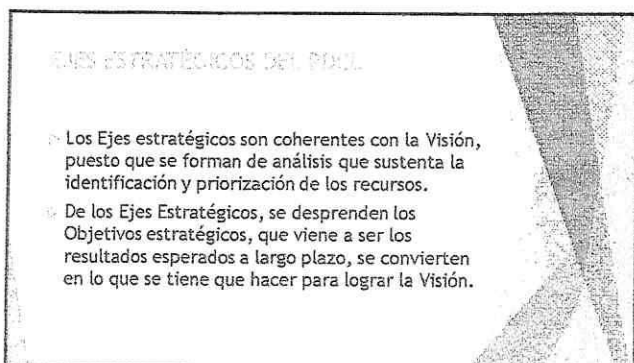 EJES ESTRATÉGICOS DEL PDCL
Los Ejes estratégicos son coherentes con la Visión,
puesto que se forman de análisis que sustenta la
identificación y priorización de los recursos.
De los Ejes Estratégicos, se desprenden los
Objetivos estratégicos, que viene a ser los
resultados esperados a largo plazo, se convierten
en lo que se tiene que hacer para lograr la Visión.